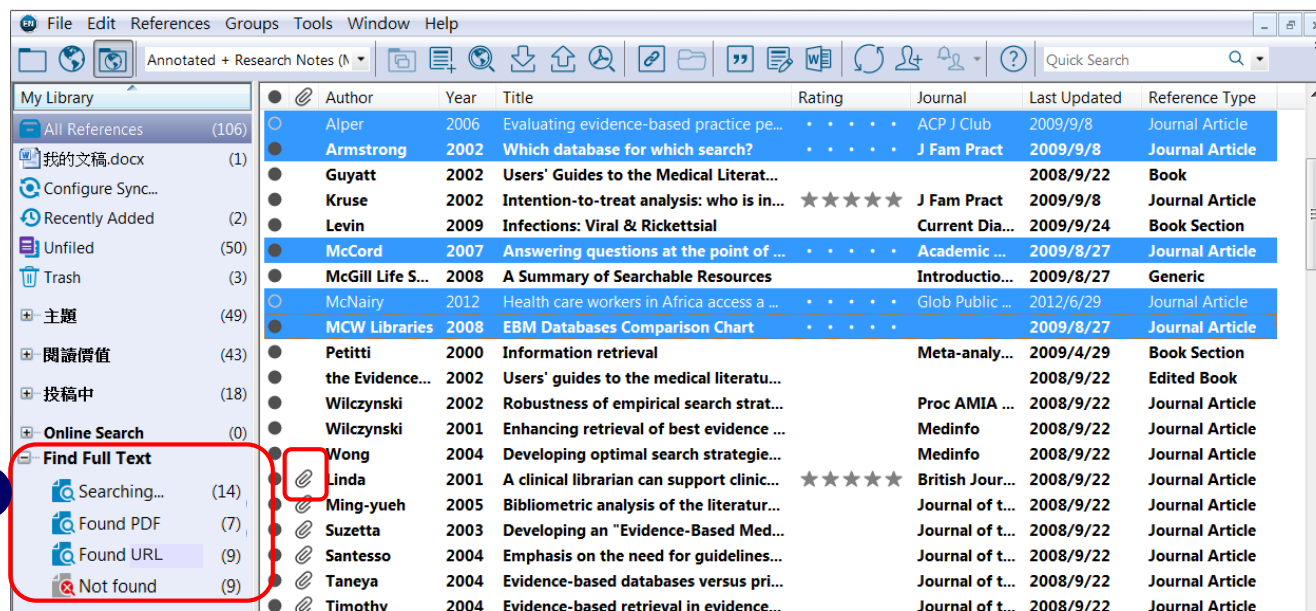 EN File Edit References Groups Tools Window Help
Annotated + Research Notes (M Quick Search
My Library
All References (106)
我的文稿.docx (1)
Configure Sync...
Recently Added (2)
Unfiled (50)
Trash (3)
主題 (49)
閱讀價值 (43)
投稿中 (18)
Online Search (0)
Find Full Text
Searching... (14)
Found PDF (7)
Found URL (9)
Not found (9)
Author Year Title Rating Journal Last Updated Reference Type
Alper 2006 Evaluating evidence-based practice pe... ACP J Club 2009/9/8 Journal Article
Armstrong 2002 Which database for which search? J Fam Pract 2009/9/8 Journal Article
Guyatt 2002 Users' Guides to the Medical Literat... 2008/9/22 Book
Kruse 2002 Intention-to-treat analysis: who is in... ★★★★★ J Fam Pract 2009/9/8 Journal Article
Levin 2009 Infections: Viral & Rickettsial Current Dia... 2009/9/24 Book Section
McCord 2007 Answering questions at the point of ... Academic ... 2009/8/27 Journal Article
McGill Life S... 2008 A Summary of Searchable Resources Introductio... 2009/8/27 Generic
McNairy 2012 Health care workers in Africa access a ... Glob Public ... 2012/6/29 Journal Article
MCW Libraries 2008 EBM Databases Comparison Chart 2009/8/27 Journal Article
Petitti 2000 Information retrieval Meta-analy... 2009/4/29 Book Section
the Evidence... 2002 Users' guides to the medical literatu... 2008/9/22 Edited Book
Wilczynski 2002 Robustness of empirical search strat... Proc AMIA ... 2008/9/22 Journal Article
Wilczynski 2001 Enhancing retrieval of best evidence ... Medinfo 2008/9/22 Journal Article
Wong 2004 Developing optimal search strategie... Medinfo 2008/9/22 Journal Article
Linda 2001 A clinical librarian can support clinic... ★★★★★ British Jour... 2008/9/22 Journal Article
Ming-yueh 2005 Bibliometric analysis of the literatur... Journal of t... 2008/9/22 Journal Article
Suzetta 2003 Developing an "Evidence-Based Med... Journal of t... 2008/9/22 Journal Article
Santesso 2004 Emphasis on the need for guidelines... Journal of t... 2008/9/22 Journal Article
Taneya 2004 Evidence-based databases versus pri... Journal of t... 2008/9/22 Journal Article
Timothy 2004 Evidence-based retrieval in evidence... Journal of t... 2008/9/22 Journal Article